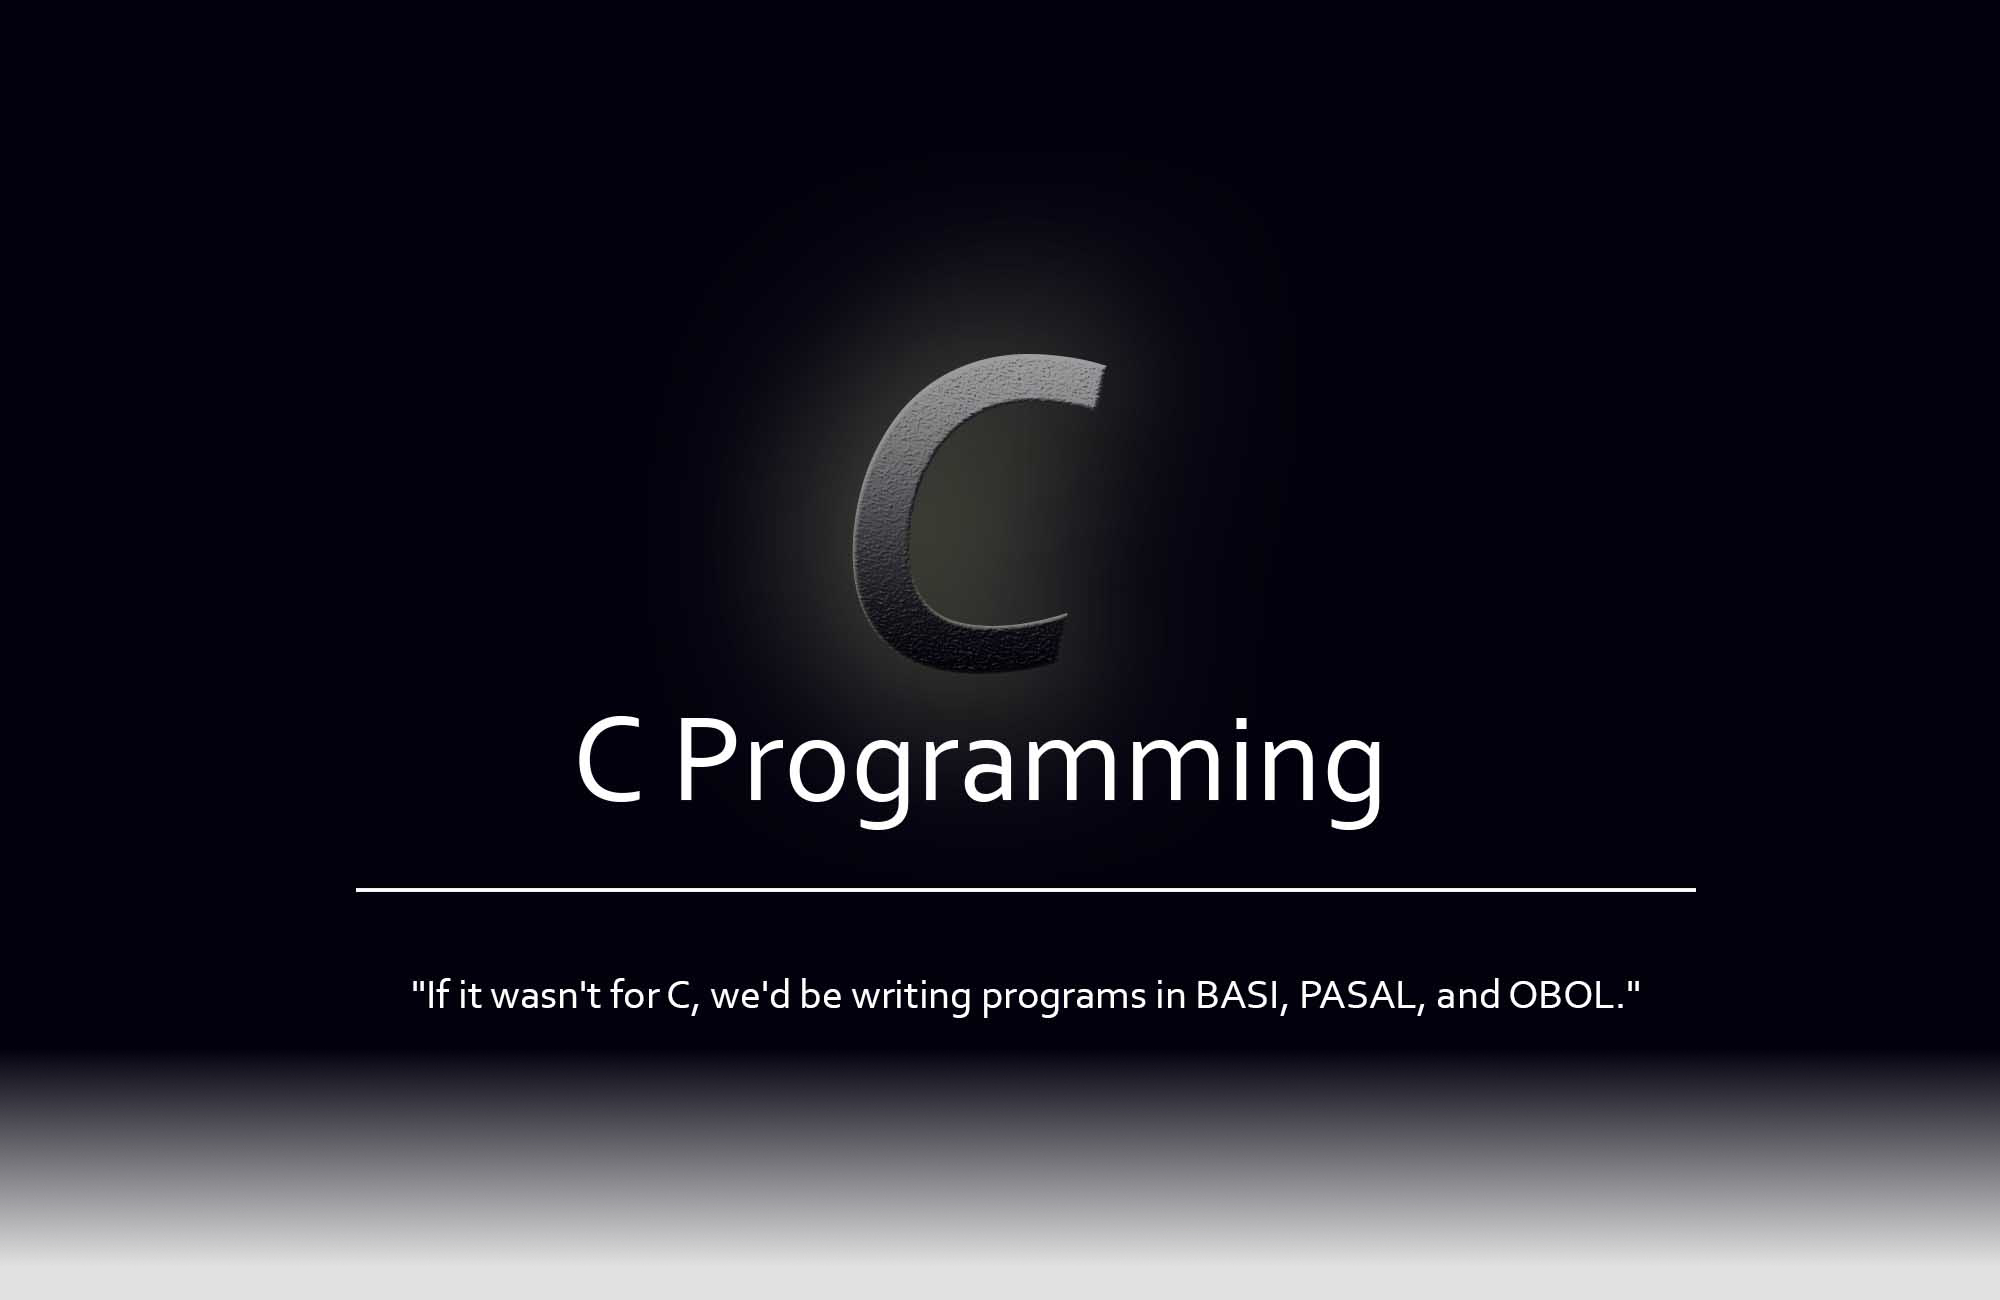 C
C Programming
"If it wasn't for C, we'd be writing programs in BASI, PASAL, and OBOL."